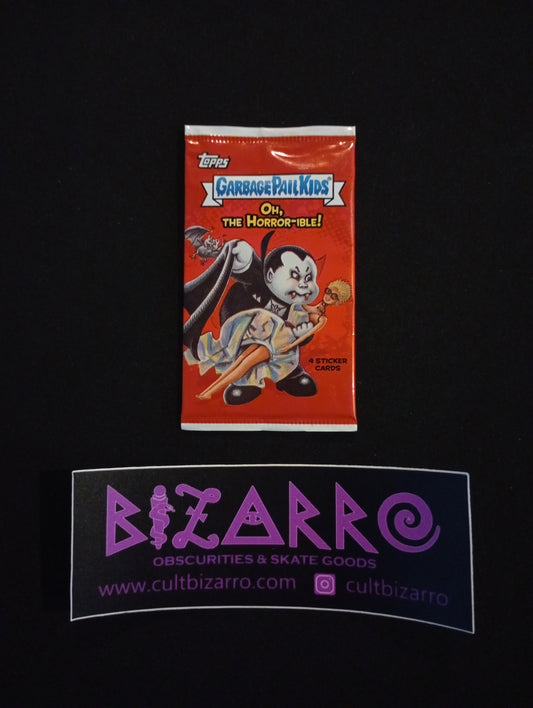 Topps
GARBAGE PAIL KIDS®
OH,
THE HORROR-IBLE!
4 STICKER
CARDS
BIZARRO
OBSCURITIES & SKATE GOODS
www.cultbizarro.com cultbizarro